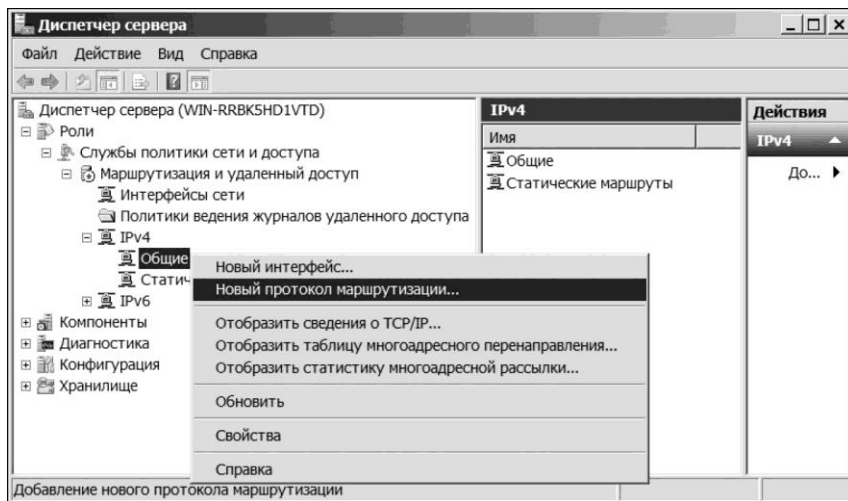 Диспетчер сервера
Файл Действие Вид Справка
Диспетчер сервера (WIN-RRBK5HD1VTD)
Роли
Службы политики сети и доступа
Маршрутизация и удаленный доступ
Интерфейсы сети
Политики ведения журналов удаленного доступа
IPv4
Общие
Статич
IPv6
Компоненты
Диагностика
Конфигурация
Хранилище
IPv4
Имя
Общие
Статические маршруты
Действия
IPv4
До...
Новый интерфейс...
Новый протокол маршрутизации...
Отобразить сведения о TCP/IP...
Отобразить таблицу многоадресного перенаправления...
Отобразить статистику многоадресной рассылки...
Обновить
Свойства
Справка
Добавление нового протокола маршрутизации